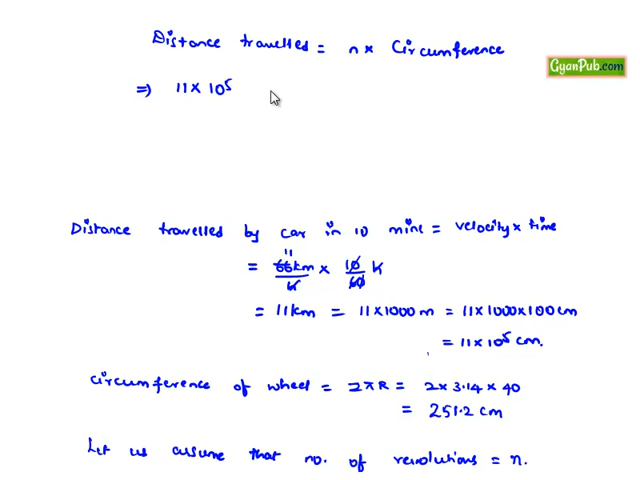 Distance travelled = n × Circumference
GyanPub.com
⇒ 11 × 10⁵
Distance travelled by car in 10 mins = velocity × time
11
= 66km/h × 10/60 h
= 11km = 11 × 1000 m = 11 × 1000 × 100 cm
= 11 × 10⁵ cm.
Circumference of wheel = 2πR = 2 × 3.14 × 40
= 251.2 cm
Let us assume that no. of revolutions = n.